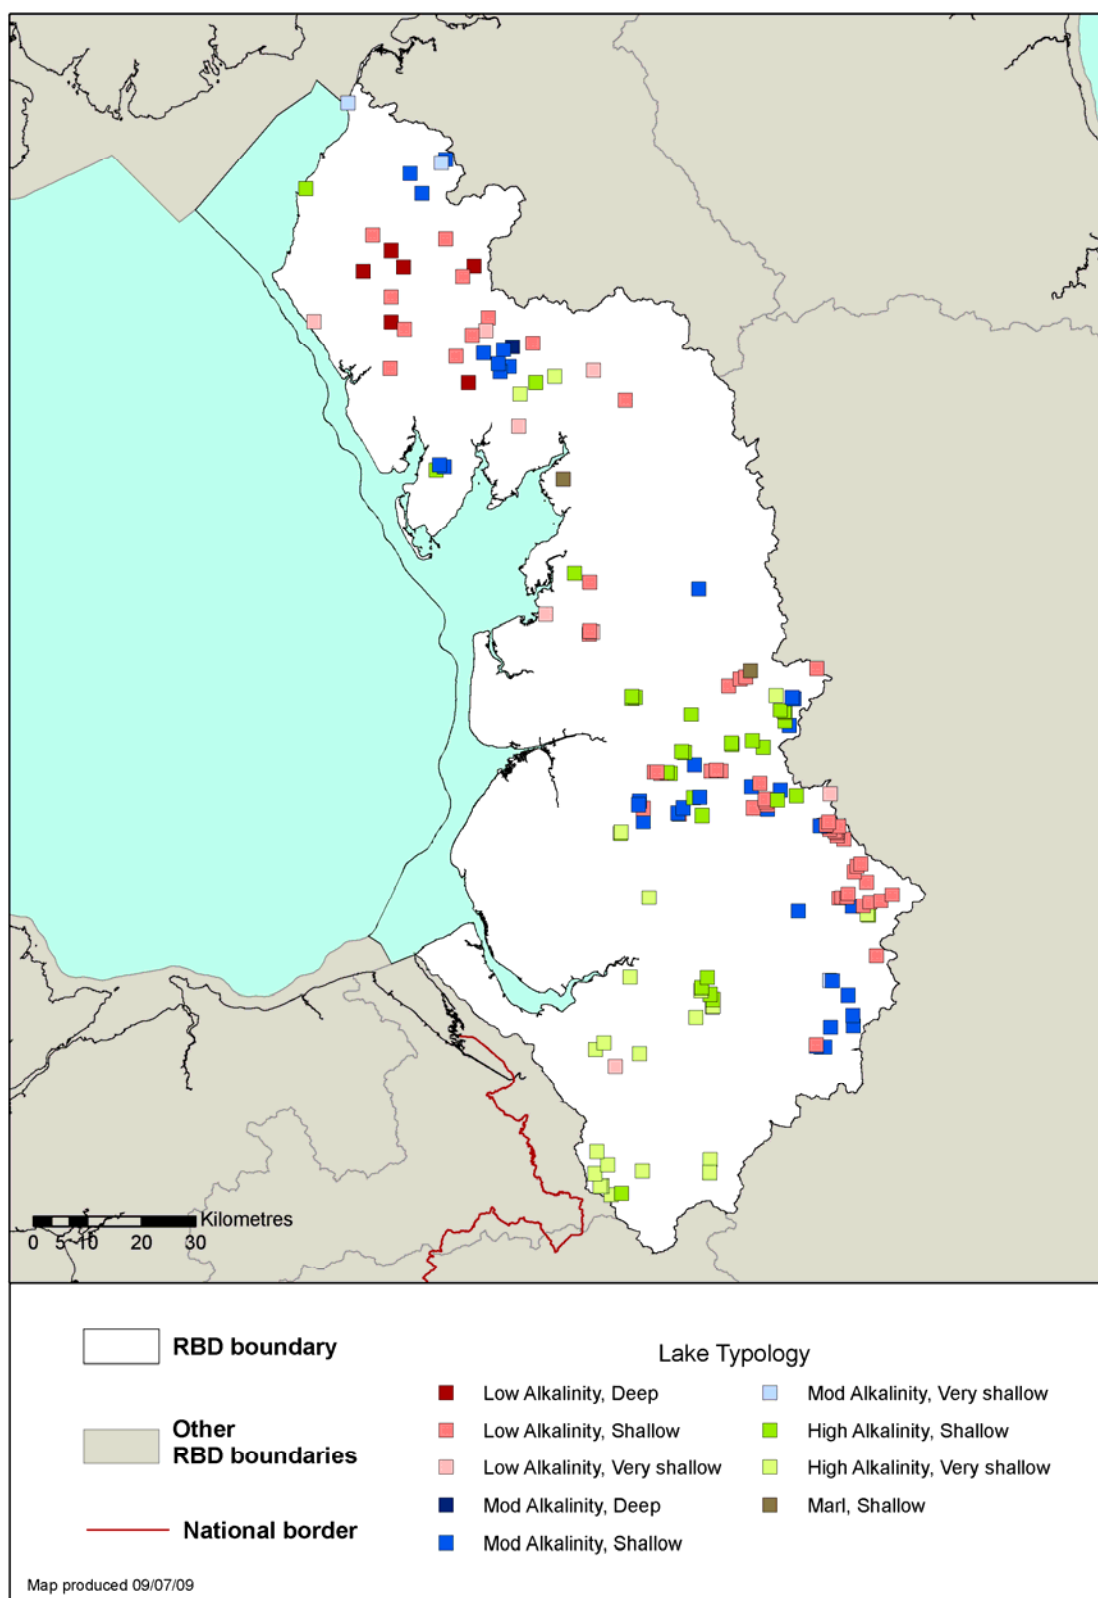 Kilometres
0 5 10 20 30
RBD boundary
Other
RBD boundaries
National border
Lake Typology
Low Alkalinity, Deep
Low Alkalinity, Shallow
Low Alkalinity, Very shallow
Mod Alkalinity, Deep
Mod Alkalinity, Shallow
Mod Alkalinity, Very shallow
High Alkalinity, Shallow
High Alkalinity, Very shallow
Marl, Shallow
Map produced 09/07/09